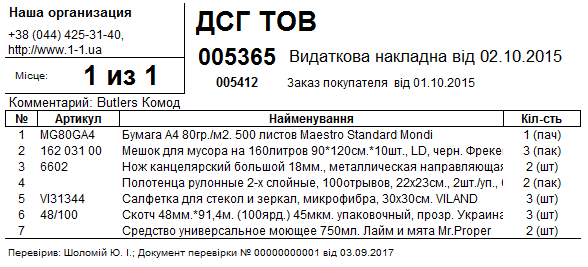 Наша организация
+38 (044) 425-31-40,
http://www.1-1.ua
Місце: 1 из 1
ДСГ ТОВ
005365 Видаткова накладна від 02.10.2015
005412 Заказ покупателя від 01.10.2015
Комментарий: Butlers Комод
№ Артикул Найменування Кіл-сть
1 MG80GA4 Бумага А4 80гр./м2. 500 листов Maestro Standard Mondi 1 (пач)
2 162 031 00 Мешок для мусора на 160литров 90*120см.*10шт., LD, черн. Фреке 3 (пак)
3 6602 Нож канцелярский большой 18мм., металлическая направляющая 2 (шт)
4 Полотенца рулонные 2-х слойные, 100отрывов, 22х23см., 2шт./уп., 2 (пак)
5 VI31344 Салфетка для стекол и зеркал, микрофибра, 30х30см. VILAND 3 (шт)
6 48/100 Скотч 48мм.*91,4м. (100ярд.) 45мкм. упаковочный, прозр. Украина 3 (шт)
7 Средство универсальное моющее 750мл. Лайм и мята Mr.Proper 2 (шт)
Перевірив: Шоломій Ю. І.; Документ перевірки № 00000000001 від 03.09.2017